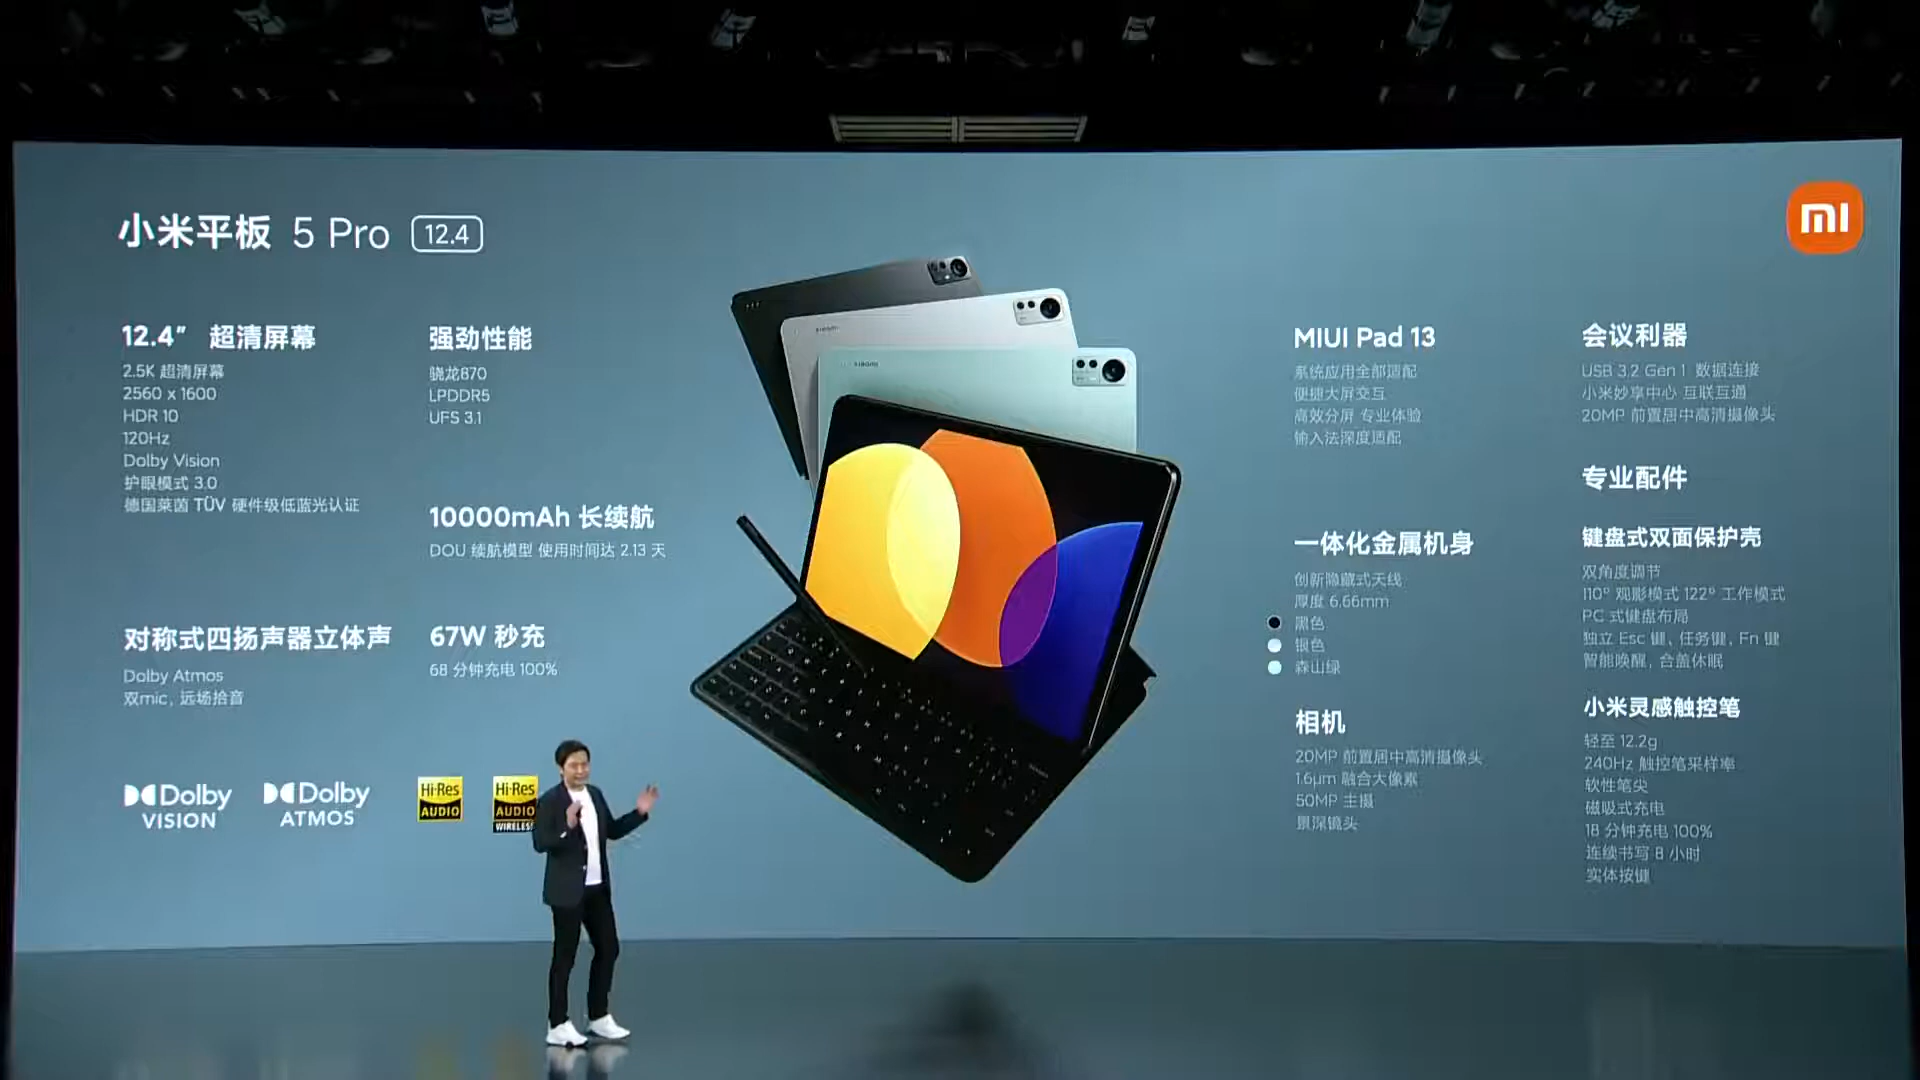 小米平板 5 Pro 12.4
mi
12.4” 超清屏幕
2.5K 超清屏幕
2560 x 1600
HDR 10
120Hz
Dolby Vision
护眼模式 3.0
德国莱茵 TÜV 硬件级低蓝光认证
对称式四扬声器立体声
Dolby Atmos
双mic, 远场拾音
Dolby
VISION
Dolby
ATMOS
Hi-Res
AUDIO
Hi-Res
AUDIO
WIRELESS
强劲性能
骁龙870
LPDDR5
UFS 3.1
10000mAh 长续航
DOU 续航模型 使用时间达 2.13 天
67W 秒充
68 分钟充电 100%
MIUI Pad 13
系统应用全部适配
便捷大屏交互
高效分屏 专业体验
输入法深度适配
一体化金属机身
创新隐藏式天线
厚度 6.66mm
黑色
银色
森山绿
相机
20MP 前置居中高清摄像头
1.6μm 融合大像素
50MP 主摄
景深镜头
会议利器
USB 3.2 Gen 1 数据连接
小米妙享中心 互联互通
20MP 前置居中高清摄像头
专业配件
键盘式双面保护壳
双角度调节
110° 观影模式 122° 工作模式
PC 式键盘布局
独立 Esc 键、任务键、Fn 键
智能唤醒, 合盖休眠
小米灵感触控笔
轻至 12.2g
240Hz 触控笔采样率
软性笔尖
磁吸式充电
18 分钟充电 100%
连续书写 8 小时
实体按键